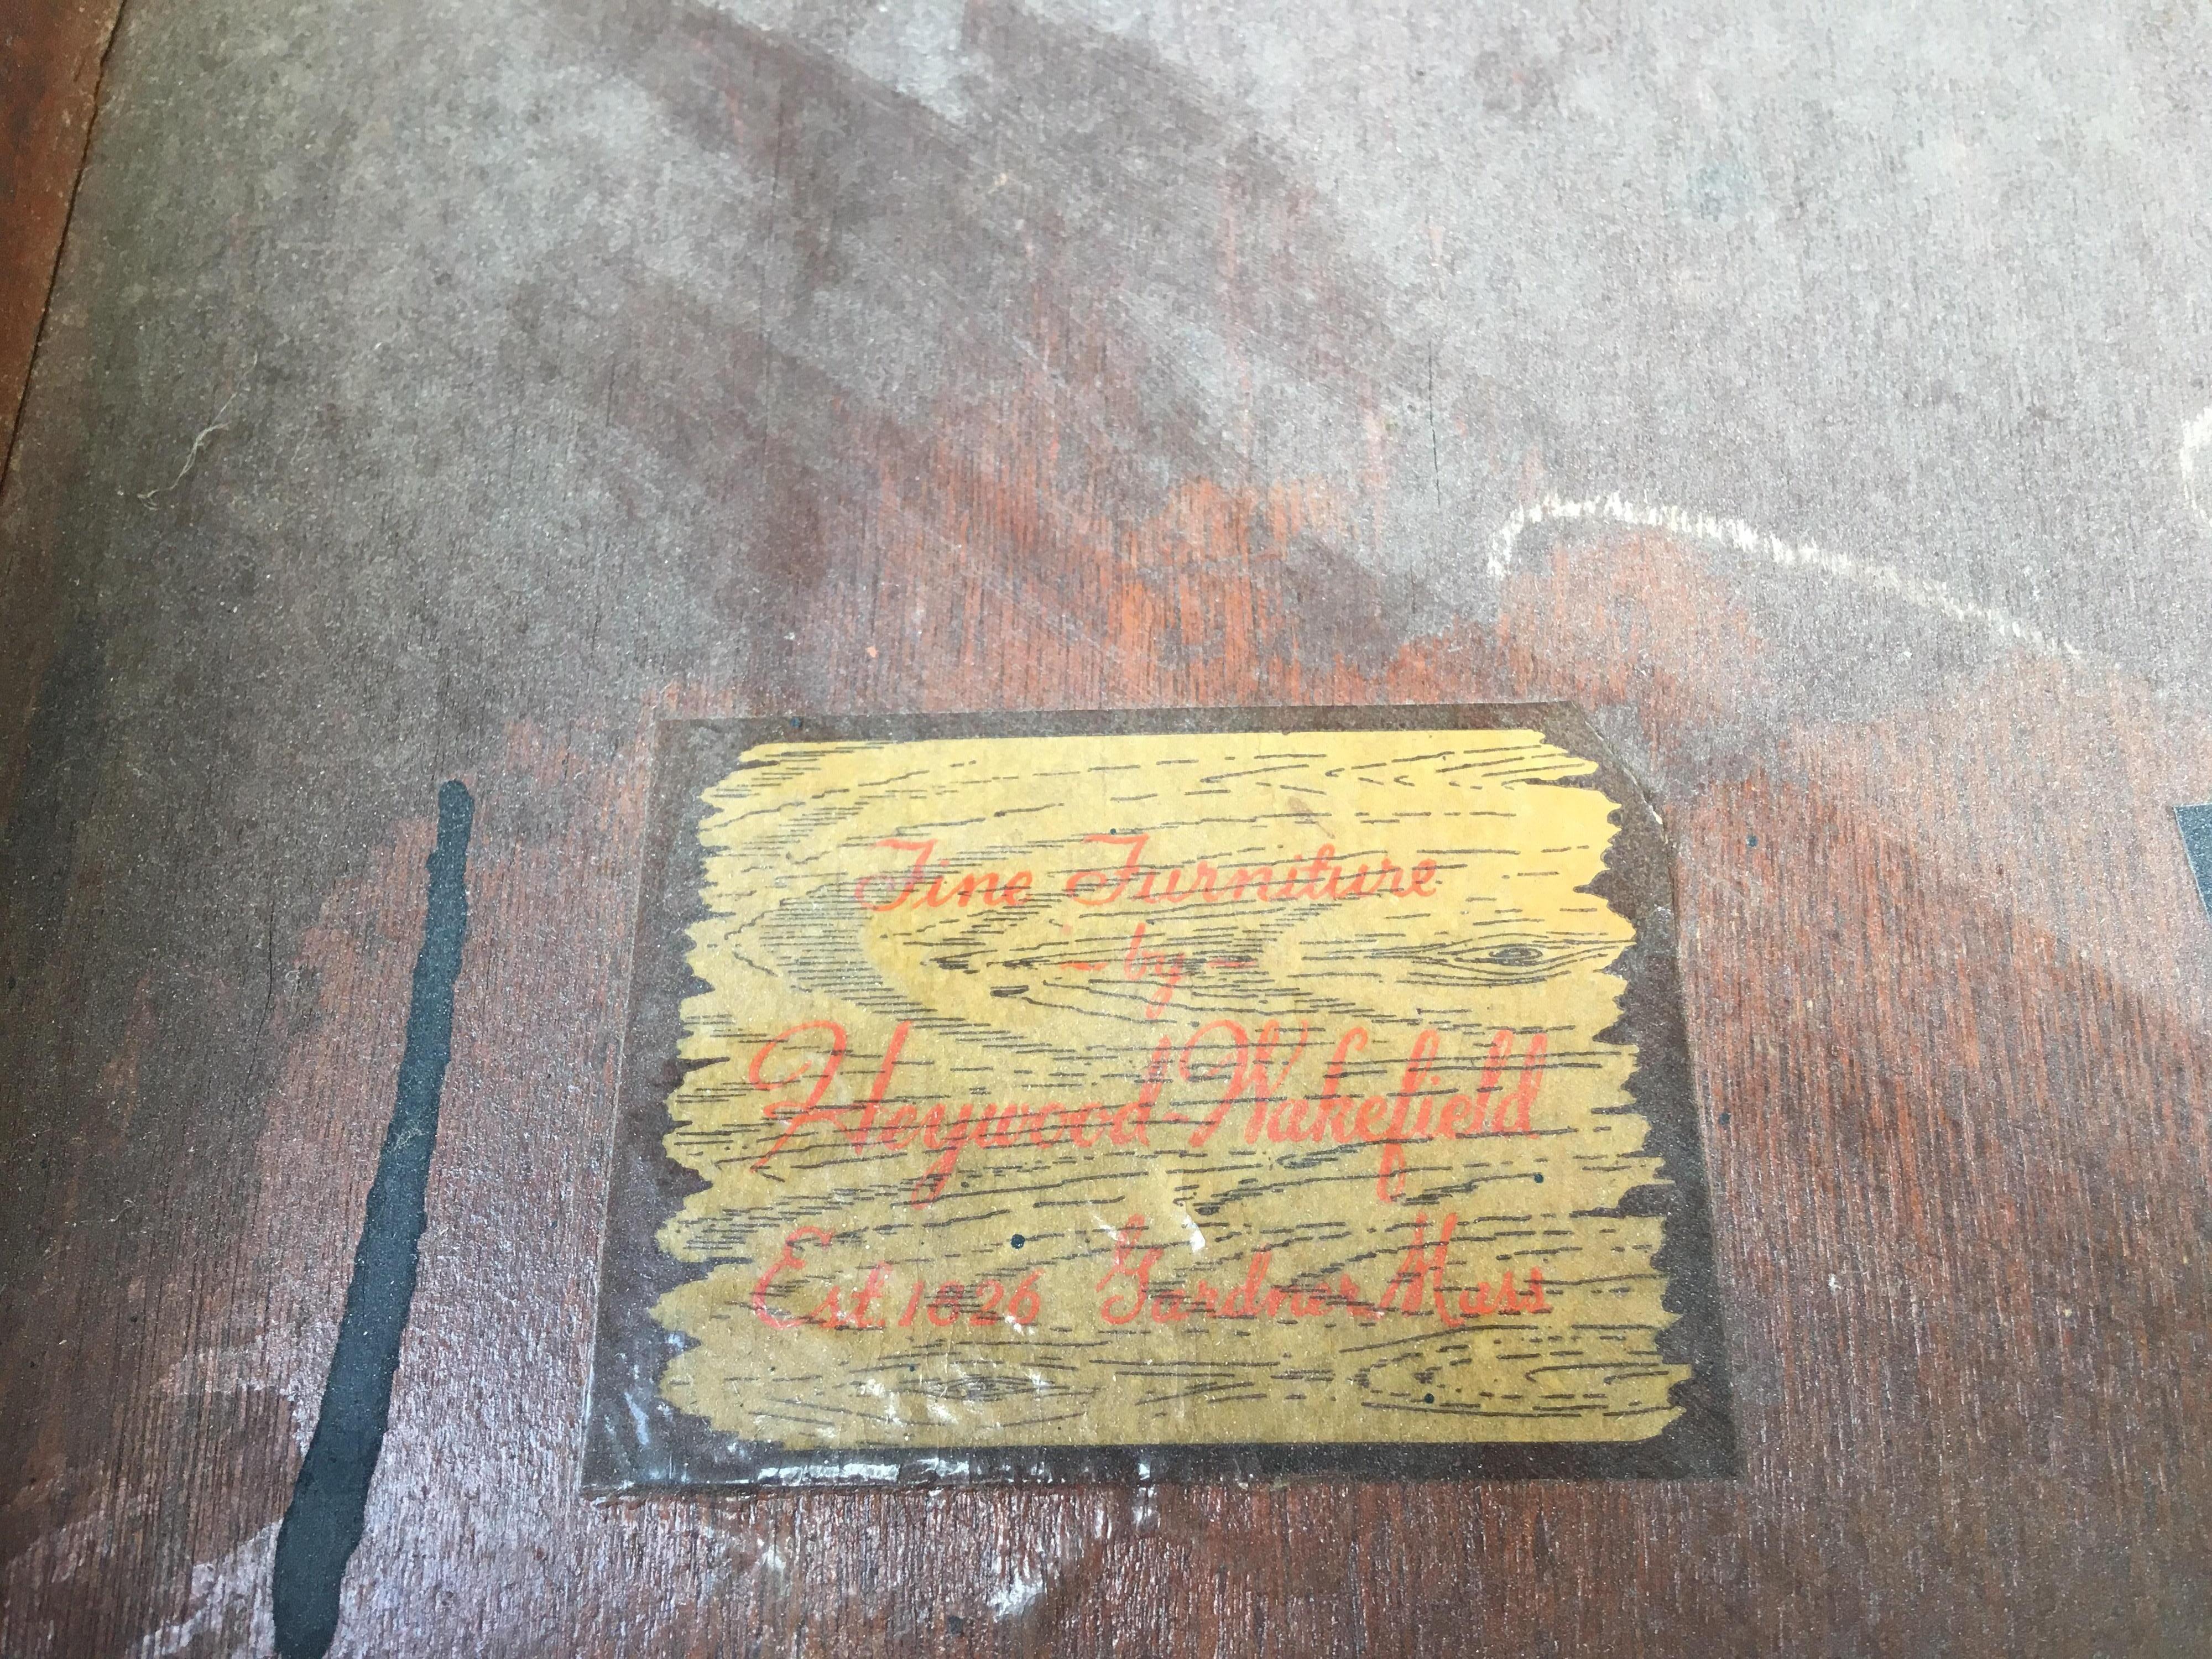 Fine Furniture
- by -
Heywood-Wakefield
Est. 1826 Gardner Mass